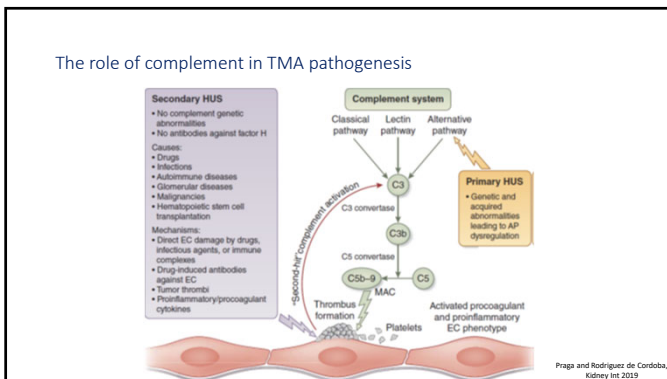 The role of complement in TMA pathogenesis
Secondary HUS
• No complement genetic
abnormalities
• No antibodies against factor H
Causes:
• Drugs
• Infections
• Autoimmune diseases
• Glomerular diseases
• Malignancies
• Hematopoietic stem cell
transplantation
Mechanisms:
• Direct EC damage by drugs,
infectious agents, or immune
complexes
• Drug-induced antibodies
against EC
• Tumor thrombi
• Proinflammatory/procoagulant
cytokines
Complement system
Classical
pathway
Lectin
pathway
Alternative
pathway
"Second-hit" complement activation
C3
C3 convertase
C3b
C5 convertase
C5b–9
C5
MAC
Thrombus
formation
Platelets
Primary HUS
• Genetic and
acquired
abnormalities
leading to AP
dysregulation
Activated procoagulant
and proinflammatory
EC phenotype
Praga and Rodriguez de Cordoba,
Kidney Int 2019